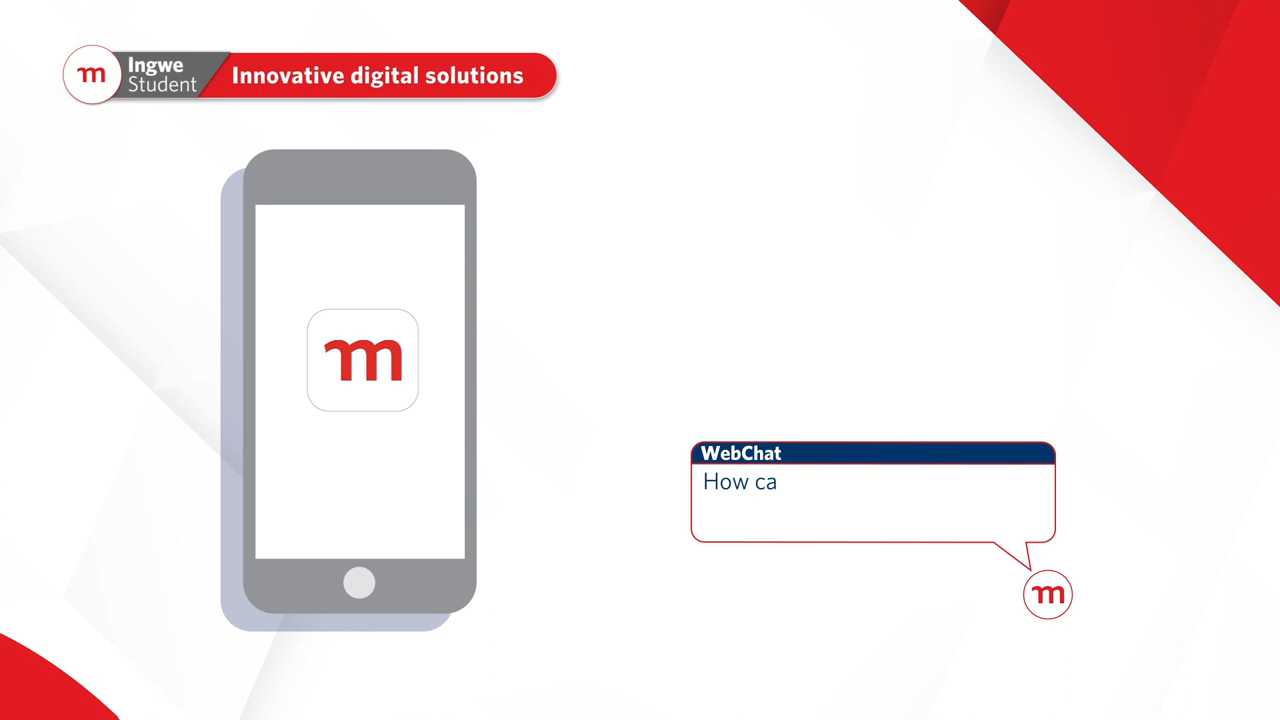 m
Ingwe
Student
Innovative digital solutions
m
WebChat
How ca
m